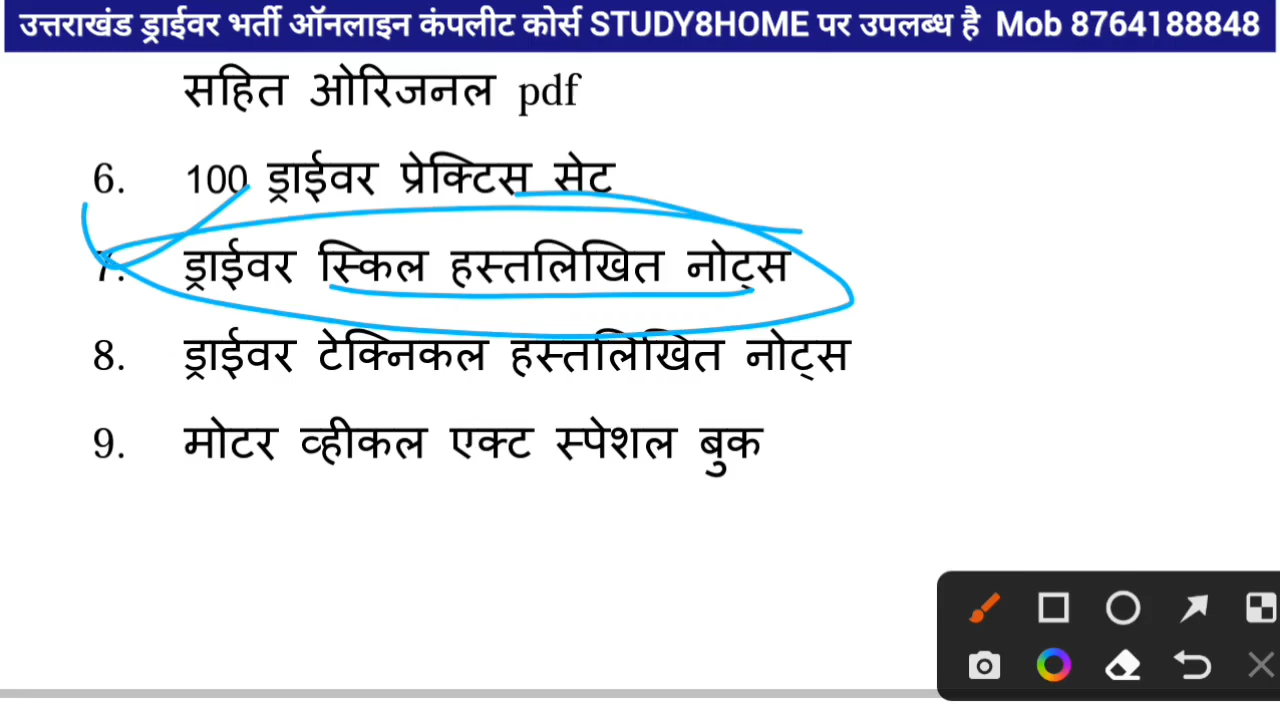 उत्तराखंड ड्राईवर भर्ती ऑनलाइन कंपलीट कोर्स STUDY8HOME पर उपलब्ध है Mob 8764188848
सहित ओरिजनल pdf
6. 100 ड्राईवर प्रेक्टिस सेट
7. ड्राईवर स्किल हस्तलिखित नोट्स
8. ड्राईवर टेक्निकल हस्तलिखित नोट्स
9. मोटर व्हीकल एक्ट स्पेशल बुक